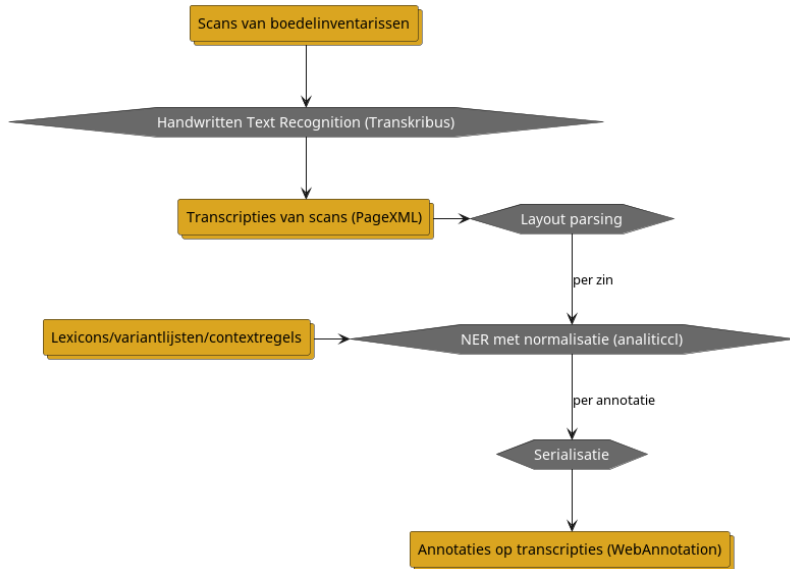 Scans van boedelinventarissen
Handwritten Text Recognition (Transkribus)
Transcripties van scans (PageXML)
Layout parsing
per zin
Lexicons/variantlijsten/contextregels
NER met normalisatie (analiticcl)
per annotatie
Serialisatie
Annotaties op transcripties (WebAnnotation)